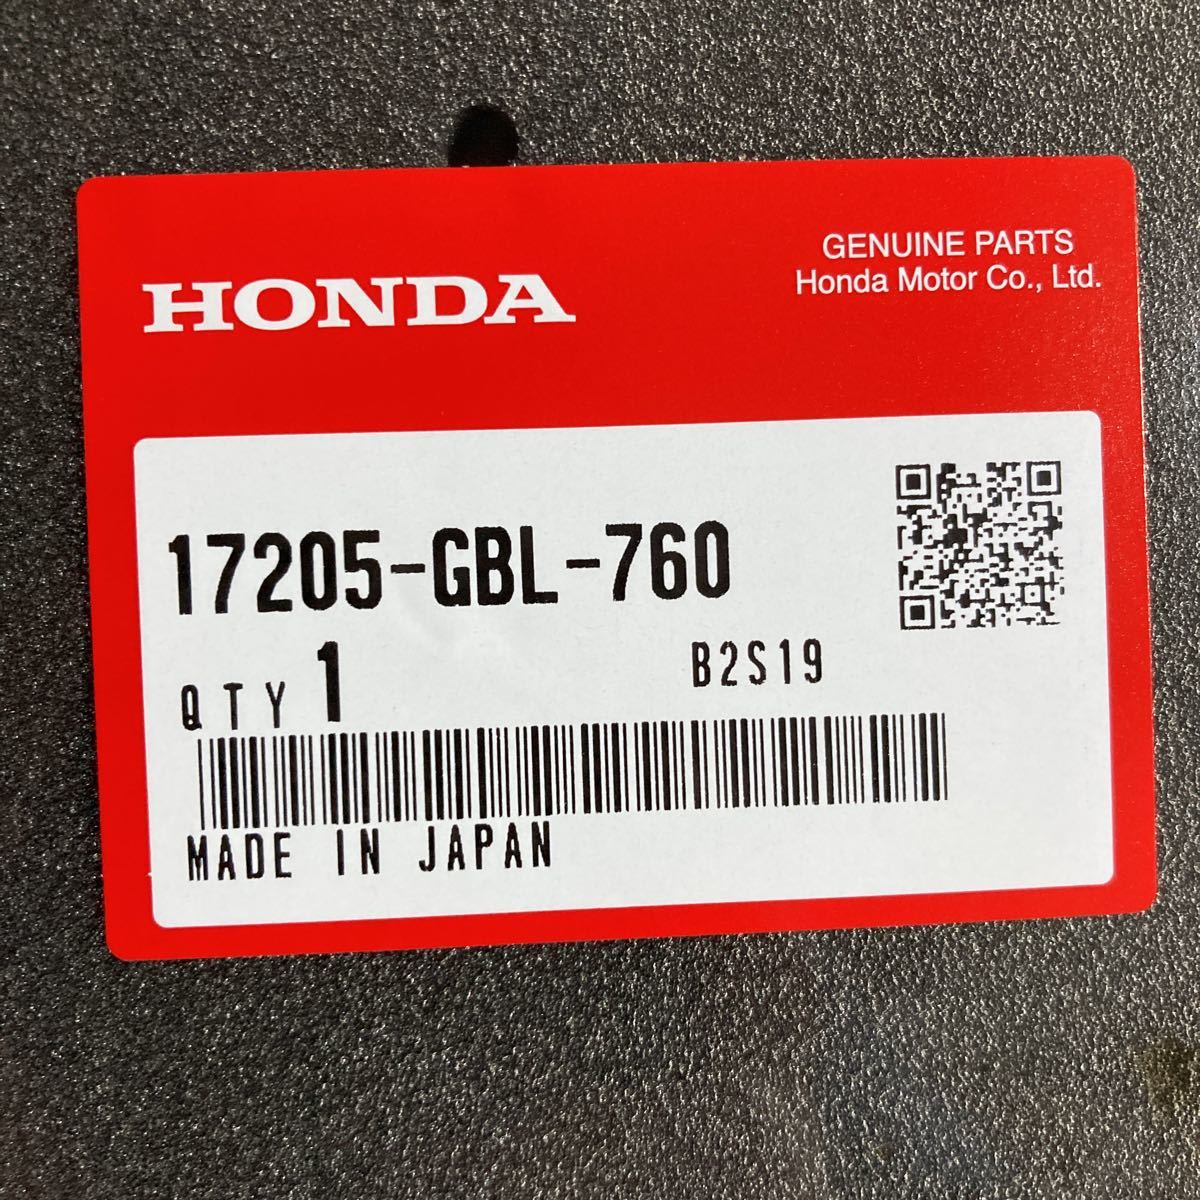 HONDA
GENUINE PARTS
Honda Motor Co., Ltd.
17205-GBL-760
QTY 1
B2S19
MADE IN JAPAN